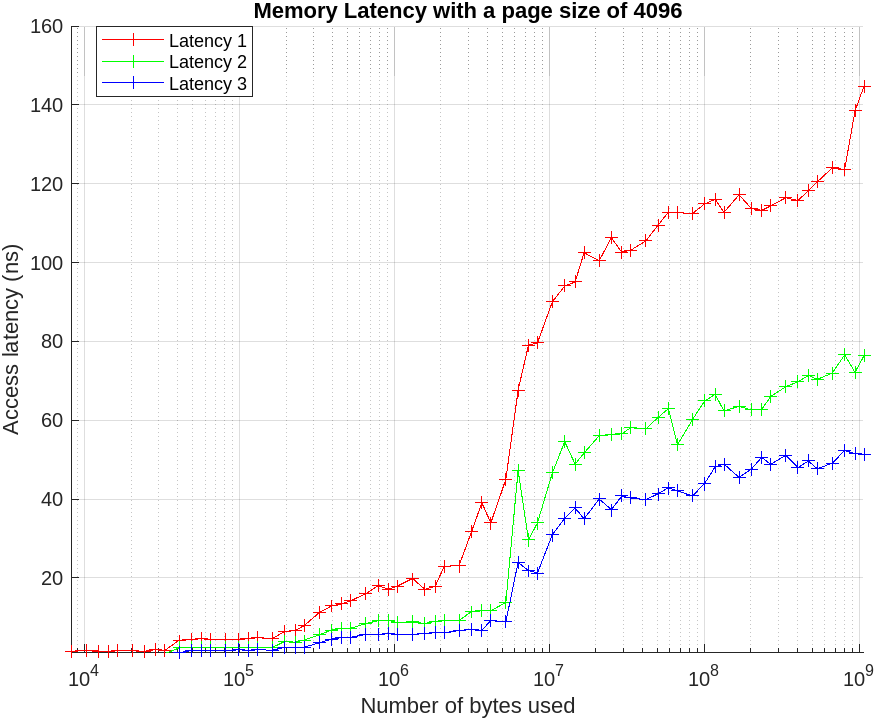 Memory Latency with a page size of 4096
160
Latency 1
Latency 2
Latency 3
140
120
100
80
60
40
20
Access latency (ns)
10^4 10^5 10^6 10^7 10^8 10^9
Number of bytes used